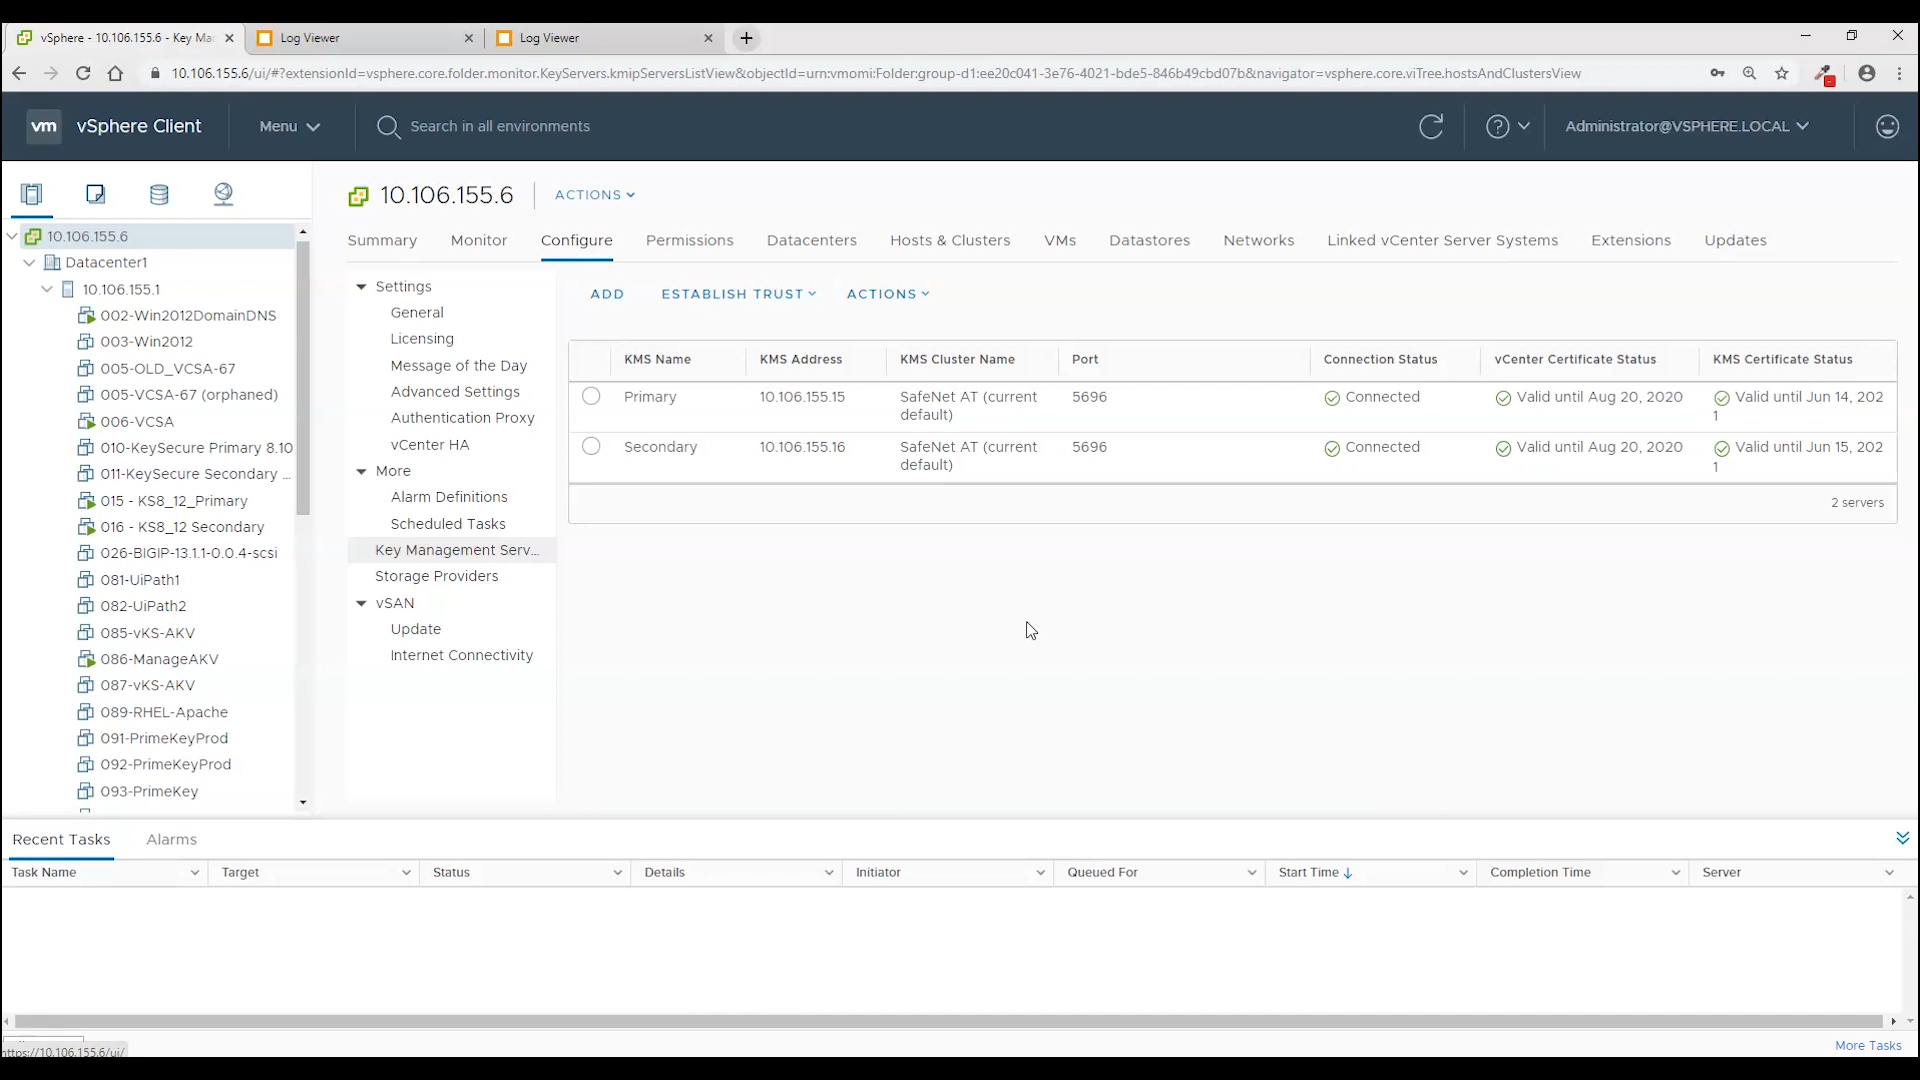 vSphere - 10.106.155.6 - Key Ma
Log Viewer
Log Viewer
10.106.155.6/ui/#?extensionId=vsphere.core.folder.monitor.KeyServers.kmipServersListView&objectId=urn:vmomi:Folder:group-d1:ee20c041-3e76-4021-bde5-846b49cbd07b&navigator=vsphere.core.viTree.hostsAndClustersView
vm vSphere Client Menu Search in all environments Administrator@VSPHERE.LOCAL
10.106.155.6 ACTIONS
Summary Monitor Configure Permissions Datacenters Hosts & Clusters VMs Datastores Networks Linked vCenter Server Systems Extensions Updates
10.106.155.6
Datacenter1
10.106.155.1
002-Win2012DomainDNS
003-Win2012
005-OLD_VCSA-67
005-VCSA-67 (orphaned)
006-VCSA
010-KeySecure Primary 8.10
011-KeySecure Secondary ...
015 - KS8_12_Primary
016 - KS8_12 Secondary
026-BIGIP-13.1.1-0.0.4-scsi
081-UiPath1
082-UiPath2
085-vKS-AKV
086-ManageAKV
087-vKS-AKV
089-RHEL-Apache
091-PrimeKeyProd
092-PrimeKeyProd
093-PrimeKey
Settings
General
Licensing
Message of the Day
Advanced Settings
Authentication Proxy
vCenter HA
More
Alarm Definitions
Scheduled Tasks
Key Management Serv...
Storage Providers
vSAN
Update
Internet Connectivity
ADD ESTABLISH TRUST ACTIONS
KMS Name KMS Address KMS Cluster Name Port Connection Status vCenter Certificate Status KMS Certificate Status
Primary 10.106.155.15 SafeNet AT (current 5696 Connected Valid until Aug 20, 2020 Valid until Jun 14, 202
default) 1
Secondary 10.106.155.16 SafeNet AT (current 5696 Connected Valid until Aug 20, 2020 Valid until Jun 15, 202
default) 1
2 servers
Recent Tasks Alarms
Task Name Target Status Details Initiator Queued For Start Time Completion Time Server
https://10.106.155.6/ui/
More Tasks